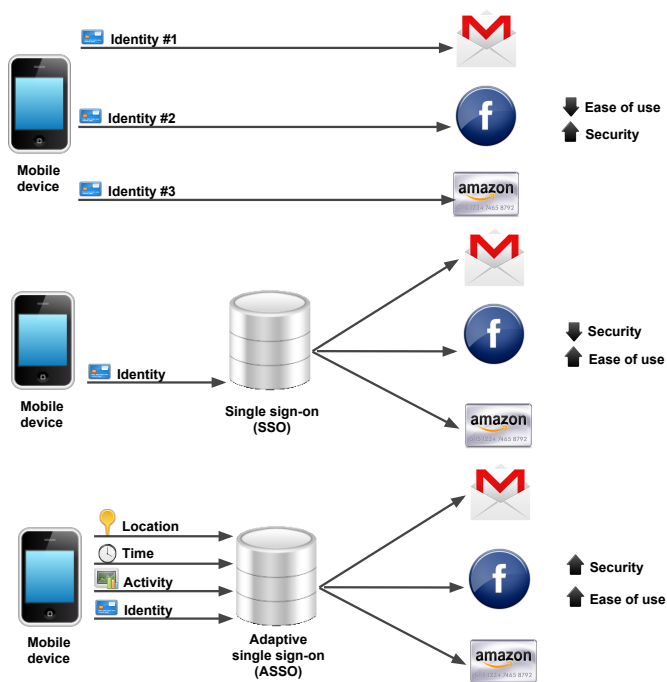 Identity #1
Identity #2
Identity #3
Mobile
device
f
amazon
Ease of use
Security
Identity
Mobile
device
Single sign-on
(SSO)
f
amazon
Security
Ease of use
Location
Time
Activity
Identity
Mobile
device
Adaptive
single sign-on
(ASSO)
f
amazon
Security
Ease of use